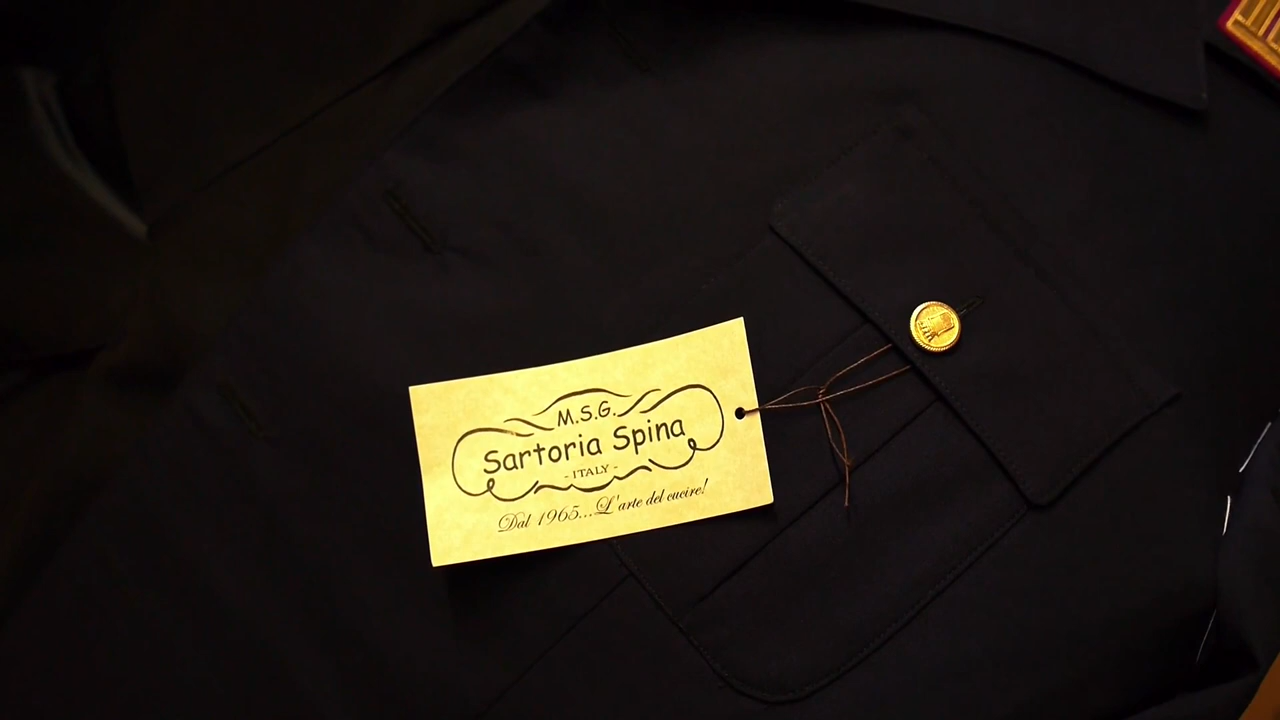 M.S.G.
Sartoria Spina
- ITALY -
Dal 1965...L'arte del cucire!